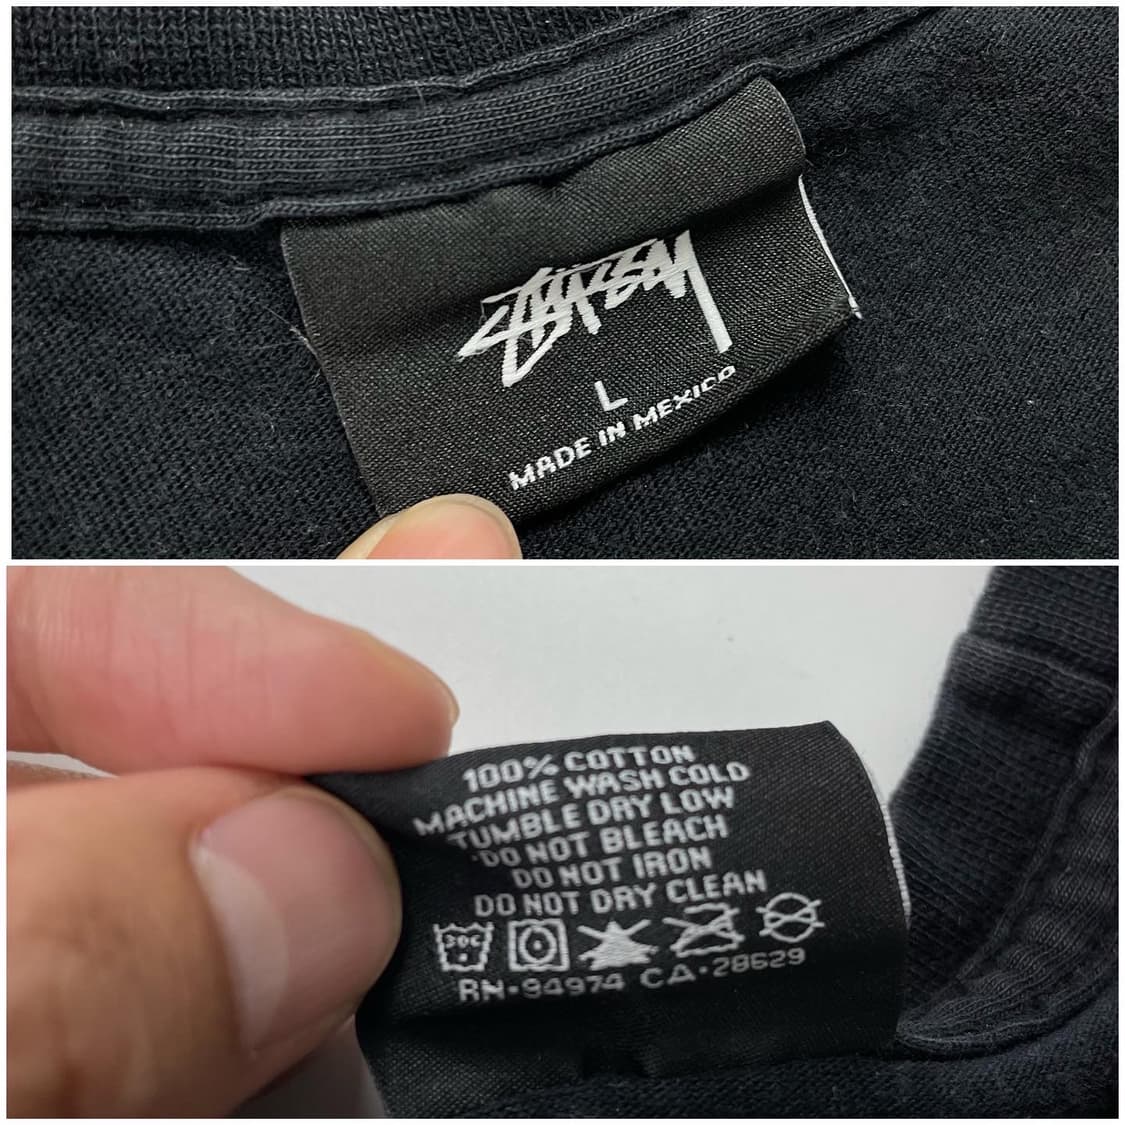 STÜSSY
L
MADE IN MEXICO
100% COTTON
MACHINE WASH COLD
TUMBLE DRY LOW
DO NOT BLEACH
DO NOT IRON
DO NOT DRY CLEAN
30C
RN·94974 CA·28629